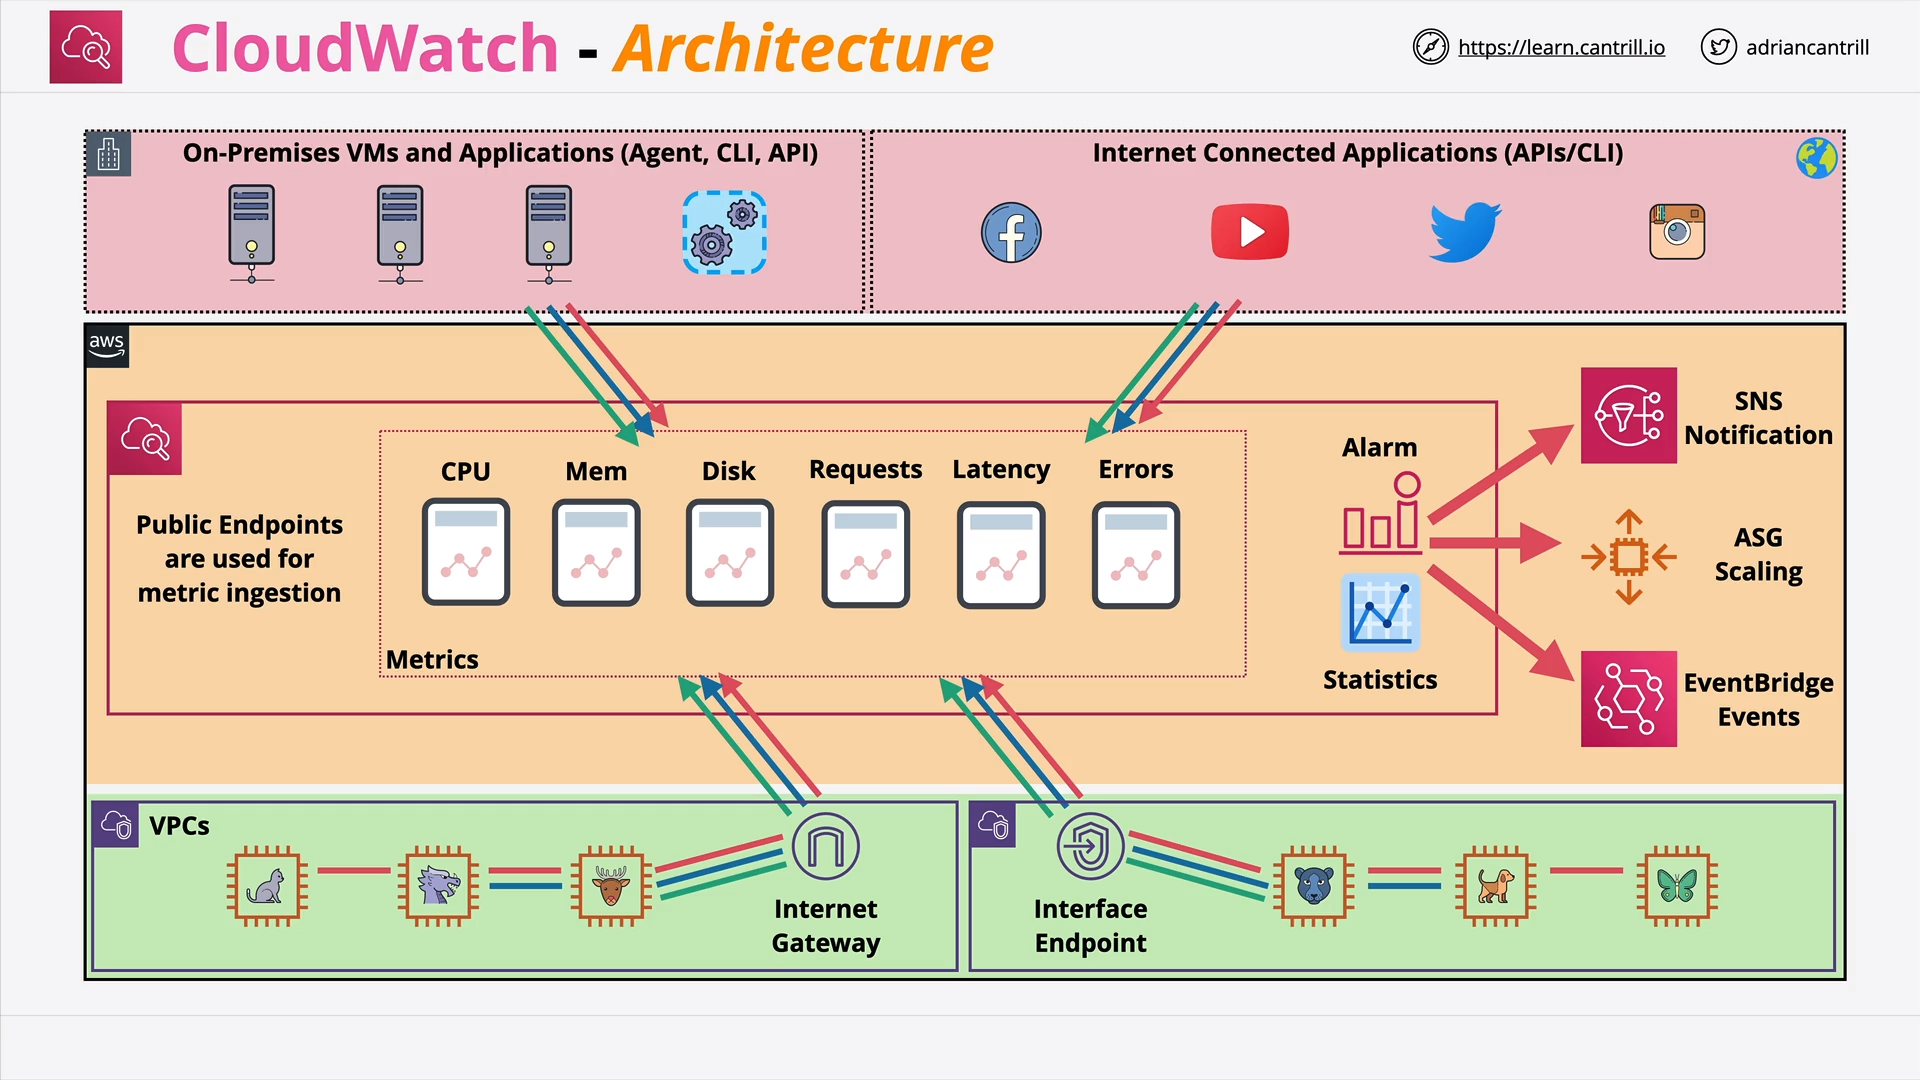 CloudWatch - Architecture
https://learn.cantrill.io
adriancantrill
On-Premises VMs and Applications (Agent, CLI, API)
Internet Connected Applications (APIs/CLI)
aws
Public Endpoints
are used for
metric ingestion
CPU
Mem
Disk
Requests
Latency
Errors
Metrics
Alarm
Statistics
SNS
Notification
ASG
Scaling
EventBridge
Events
VPCs
Internet
Gateway
Interface
Endpoint